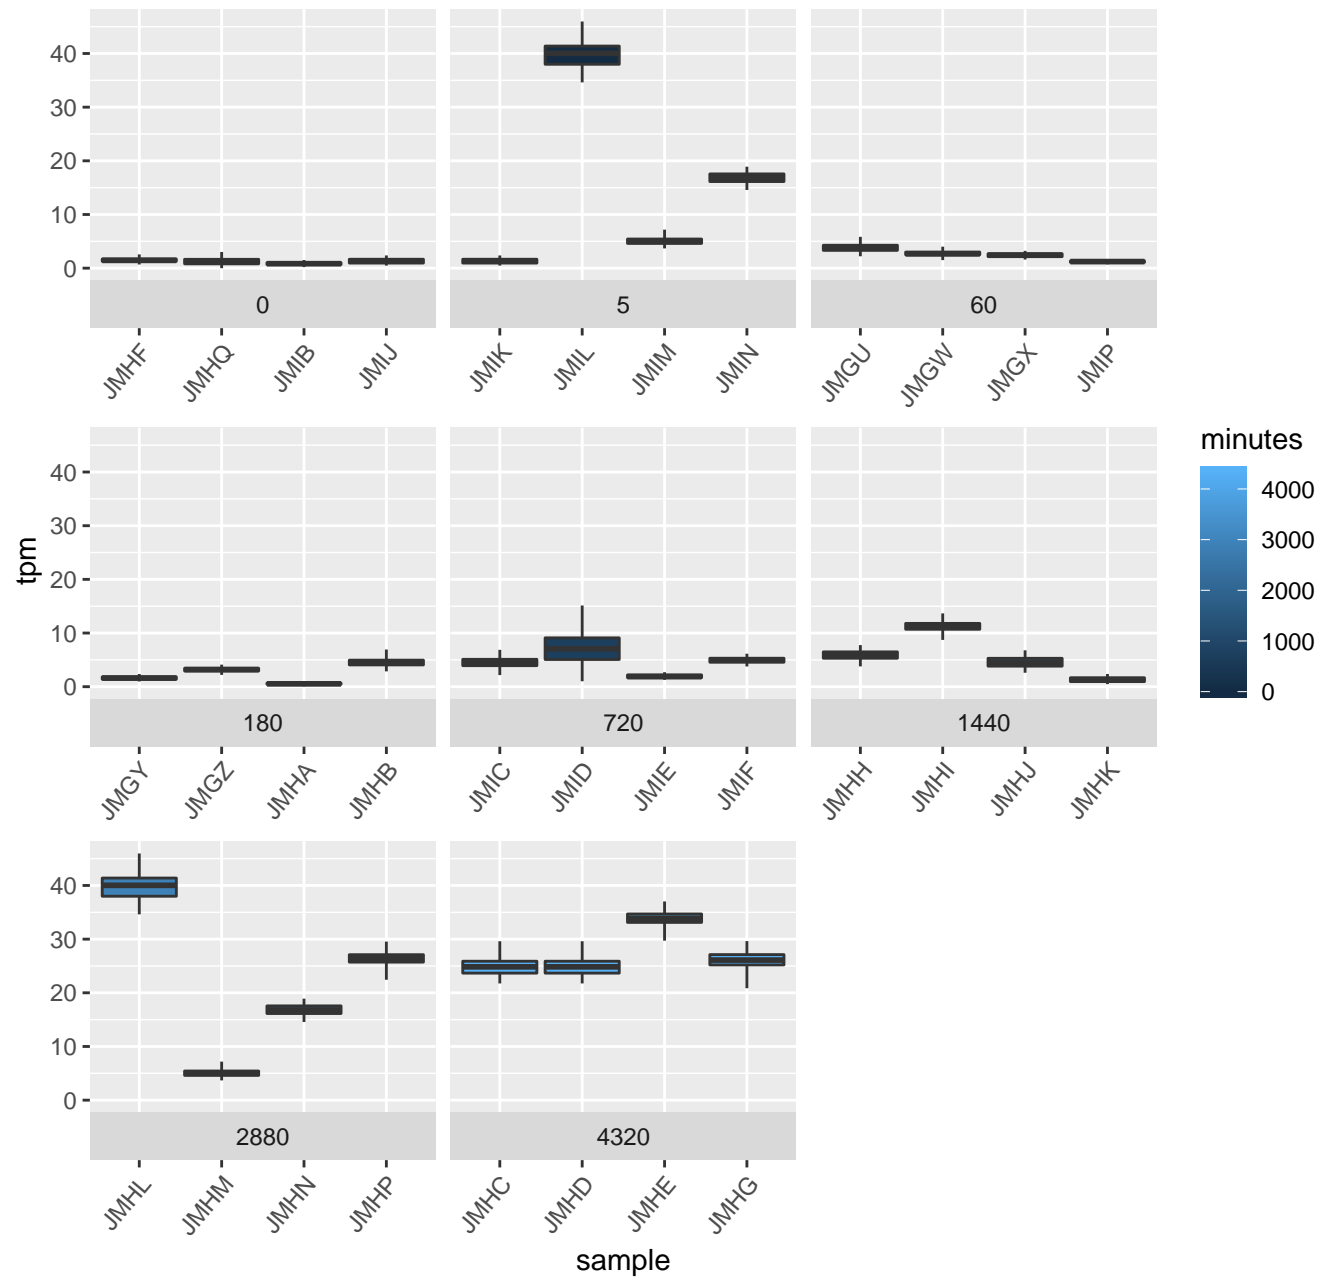 40
30
20
10
0
0
5
60
JMHF
JMHQ
JMIB
JMIJ
JMIK
JMIL
JMIM
JMIN
JMGU
JMGW
JMGX
JMIP
tpm
40
30
20
10
0
180
720
1440
JMGY
JMGZ
JMHA
JMHB
JMIC
JMID
JMIE
JMIF
JMHH
JMHI
JMHJ
JMHK
40
30
20
10
0
2880
4320
JMHL
JMHM
JMHN
JMHP
JMHC
JMHD
JMHE
JMHG
sample
minutes
4000
3000
2000
1000
0